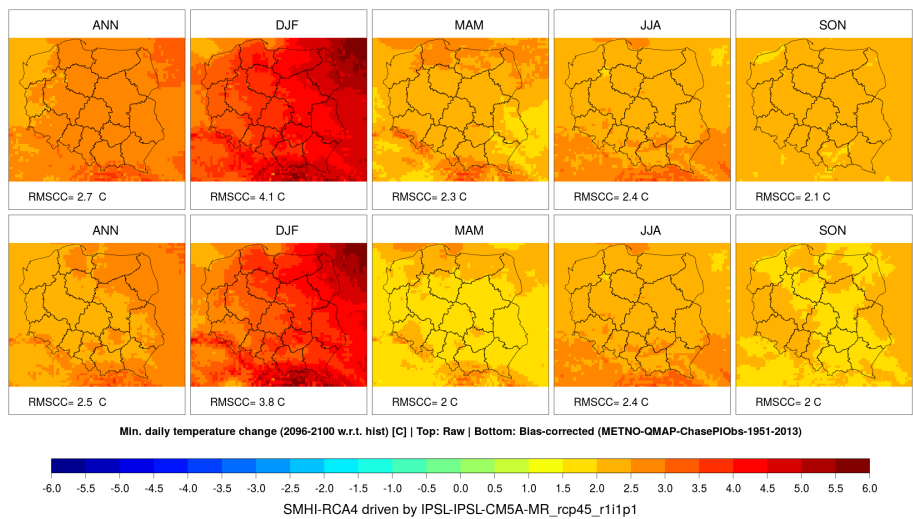 ANN DJF MAM JJA SON
RMSCC= 2.7 C RMSCC= 4.1 C RMSCC= 2.3 C RMSCC= 2.4 C RMSCC= 2.1 C
ANN DJF MAM JJA SON
RMSCC= 2.5 C RMSCC= 3.8 C RMSCC= 2 C RMSCC= 2.4 C RMSCC= 2 C
Min. daily temperature change (2096-2100 w.r.t. hist) [C] | Top: Raw | Bottom: Bias-corrected (METNO-QMAP-ChasePlObs-1951-2013)
-6.0 -5.5 -5.0 -4.5 -4.0 -3.5 -3.0 -2.5 -2.0 -1.5 -1.0 -0.5 0.0 0.5 1.0 1.5 2.0 2.5 3.0 3.5 4.0 4.5 5.0 5.5 6.0
SMHI-RCA4 driven by IPSL-IPSL-CM5A-MR_rcp45_r1i1p1